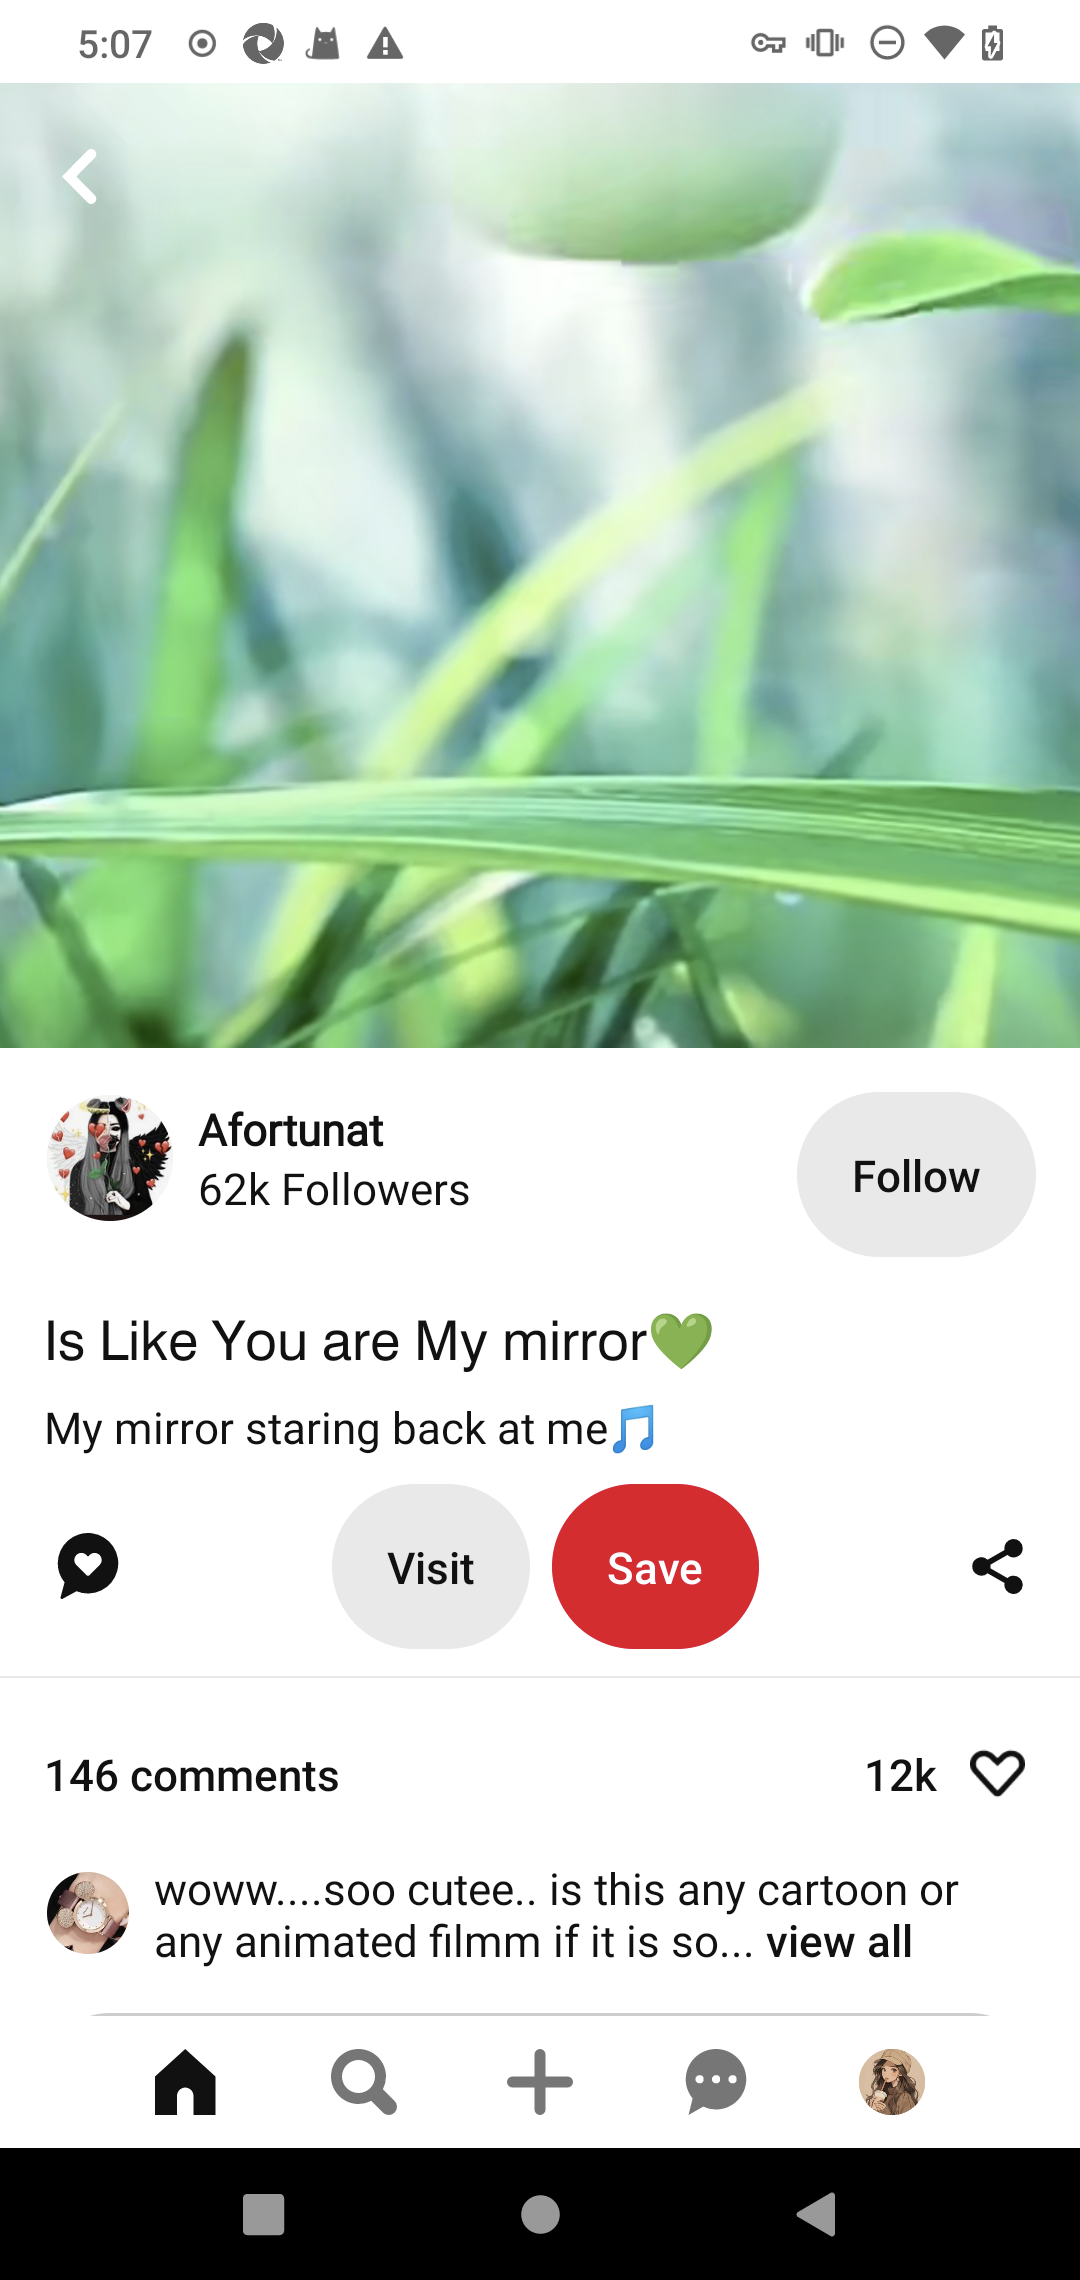 5:07
Afortunat
62k Followers
Follow
Is Like You are My mirror💚
My mirror staring back at me🎵
Visit
Save
146 comments
12k
woww....soo cutee.. is this any cartoon or
any animated filmm if it is so... view all